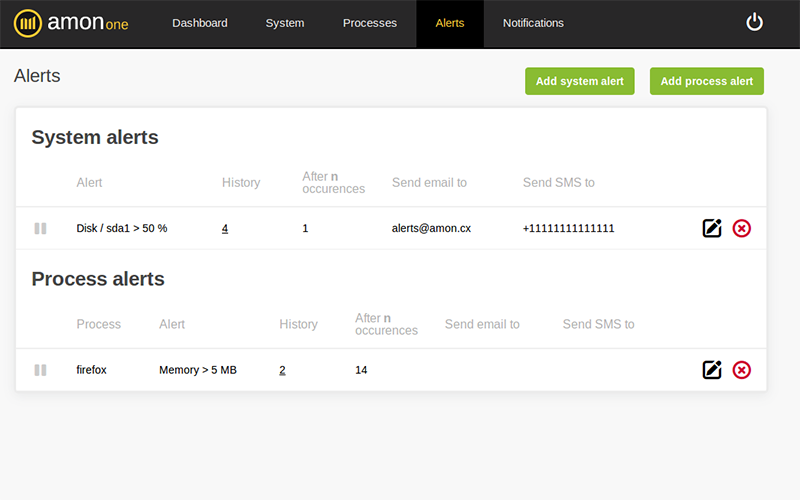 amon one Dashboard System Processes Alerts Notifications
Alerts Add system alert Add process alert
System alerts
Alert History After n occurences Send email to Send SMS to
Disk / sda1 > 50 % 4 1 alerts@amon.cx +11111111111111
Process alerts
Process Alert History After n occurences Send email to Send SMS to
firefox Memory > 5 MB 2 14